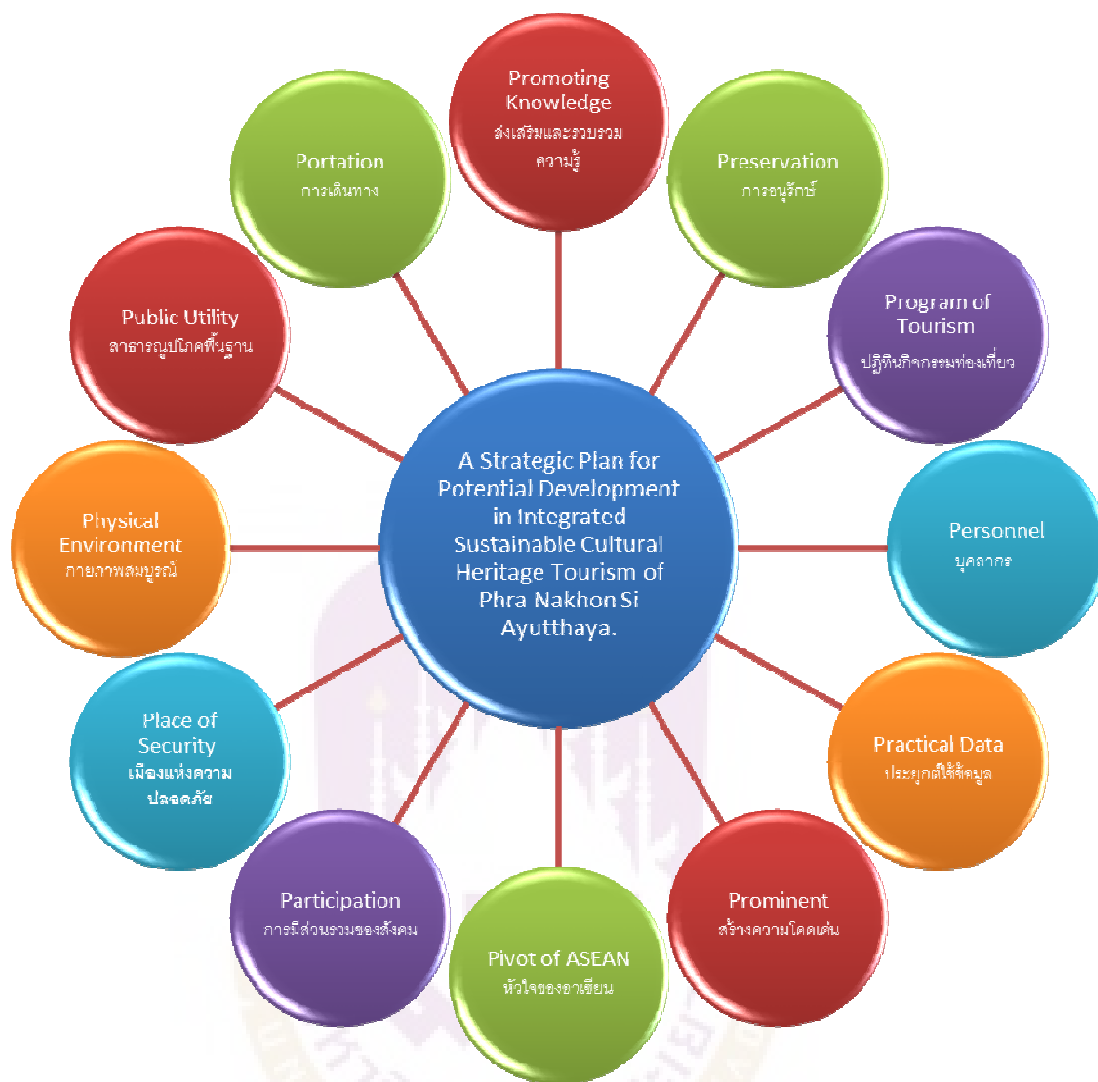 Promoting
Knowledge
ส่งเสริมและรวบรวม
ความรู้
Preservation
การอนุรักษ์
Program of
Tourism
ปฏิทินกิจกรรมท่องเที่ยว
Personnel
บุคลากร
Practical Data
ประยุกต์ใช้ข้อมูล
Prominent
สร้างความโดดเด่น
Pivot of ASEAN
หัวใจของอาเซียน
Participation
การมีส่วนรวมของสังคม
Place of
Security
เมืองแห่งความ
ปลอดภัย
Physical
Environment
กายภาพสมบูรณ์
Public Utility
สาธารณูปโภคพื้นฐาน
Portation
การเดินทาง
A Strategic Plan for
Potential Development
in Integrated
Sustainable Cultural
Heritage Tourism of
Phra Nakhon Si
Ayutthaya.